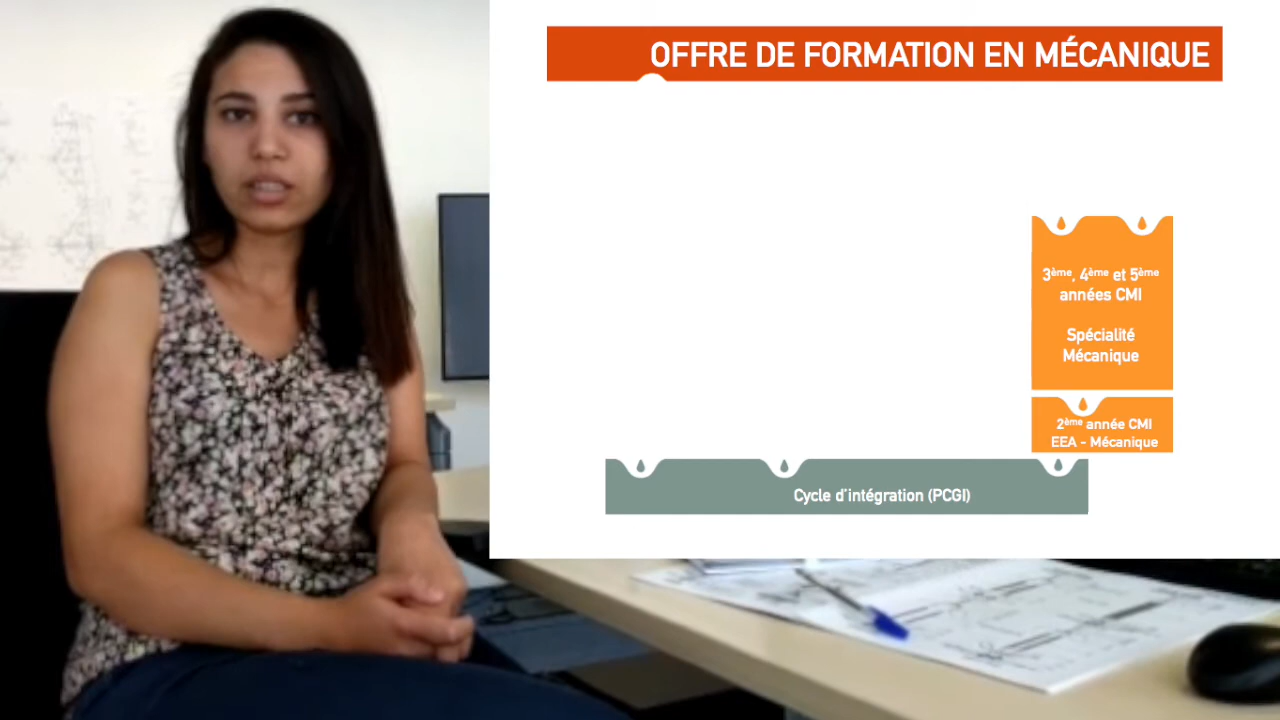 OFFRE DE FORMATION EN MÉCANIQUE
3ème, 4ème et 5ème
années CMI
Spécialité
Mécanique
2ème année CMI
EEA - Mécanique
Cycle d'intégration (PCGI)